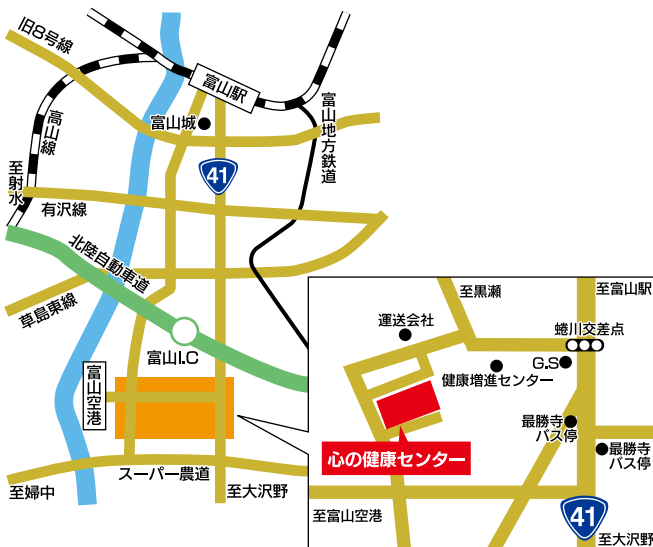 旧8号線
富山駅
富山城
高山線
富山地方鉄道
41
至射水
有沢線
北陸自動車道
草島東線
富山I.C
富山空港
スーパー農道
至婦中
至大沢野
至黒瀬
至富山駅
運送会社
蜷川交差点
G.S
健康増進センター
最勝寺
バス停
最勝寺
バス停
心の健康センター
至富山空港
41
至大沢野